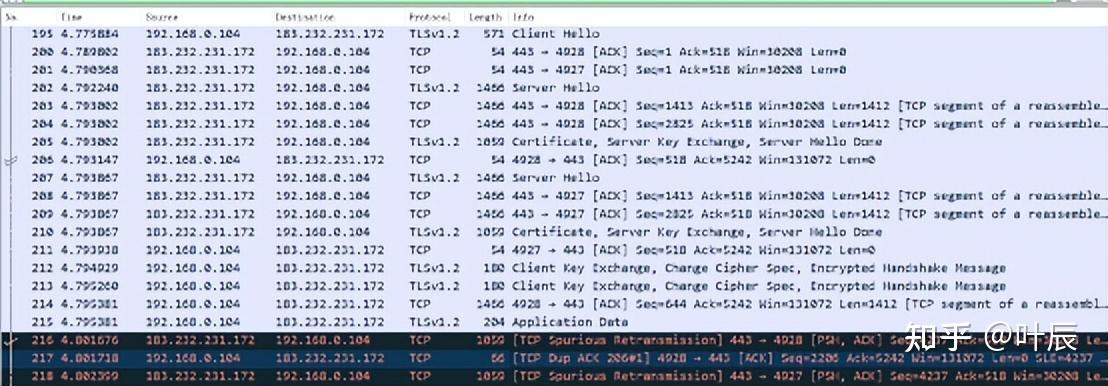 No. Time Source Destination Protocol Length Info
195 4.775884 192.168.0.104 183.232.231.172 TLSv1.2 571 Client Hello
200 4.789802 183.232.231.172 192.168.0.104 TCP 54 443 → 4928 [ACK] Seq=1 Ack=518 Win=30208 Len=0
201 4.790368 183.232.231.172 192.168.0.104 TCP 54 443 → 4927 [ACK] Seq=1 Ack=518 Win=30208 Len=0
202 4.792240 183.232.231.172 192.168.0.104 TLSv1.2 1466 Server Hello
203 4.793002 183.232.231.172 192.168.0.104 TCP 1466 443 → 4928 [ACK] Seq=1413 Ack=518 Win=30208 Len=1412 [TCP segment of a reassemble…
204 4.793002 183.232.231.172 192.168.0.104 TCP 1466 443 → 4928 [ACK] Seq=2825 Ack=518 Win=30208 Len=1412 [TCP segment of a reassemble…
205 4.793002 183.232.231.172 192.168.0.104 TLSv1.2 1059 Certificate, Server Key Exchange, Server Hello Done
206 4.793147 192.168.0.104 183.232.231.172 TCP 54 4928 → 443 [ACK] Seq=518 Ack=5242 Win=131072 Len=0
207 4.793867 183.232.231.172 192.168.0.104 TLSv1.2 1466 Server Hello
208 4.793867 183.232.231.172 192.168.0.104 TCP 1466 443 → 4927 [ACK] Seq=1413 Ack=518 Win=30208 Len=1412 [TCP segment of a reassemble…
209 4.793867 183.232.231.172 192.168.0.104 TCP 1466 443 → 4927 [ACK] Seq=2825 Ack=518 Win=30208 Len=1412 [TCP segment of a reassemble…
210 4.793867 183.232.231.172 192.168.0.104 TLSv1.2 1059 Certificate, Server Key Exchange, Server Hello Done
211 4.793938 192.168.0.104 183.232.231.172 TCP 54 4927 → 443 [ACK] Seq=518 Ack=5242 Win=131072 Len=0
212 4.794929 192.168.0.104 183.232.231.172 TLSv1.2 180 Client Key Exchange, Change Cipher Spec, Encrypted Handshake Message
213 4.795260 192.168.0.104 183.232.231.172 TLSv1.2 180 Client Key Exchange, Change Cipher Spec, Encrypted Handshake Message
214 4.795381 192.168.0.104 183.232.231.172 TCP 1466 4928 → 443 [ACK] Seq=644 Ack=5242 Win=131072 Len=1412 [TCP segment of a reassembl…
215 4.795381 192.168.0.104 183.232.231.172 TLSv1.2 204 Application Data
216 4.801676 183.232.231.172 192.168.0.104 TCP 1059 [TCP Spurious Retransmission] 443 → 4928 [PSH, ACK]
217 4.801718 192.168.0.104 183.232.231.172 TCP 66 [TCP Dup ACK 206#1] 4928 → 443 [ACK] Seq=2206 Ack=5242 Win=131072 Len=0 SLE=4237
218 4.802399 183.232.231.172 192.168.0.104 TCP 1059 [TCP Spurious Retransmission] 443 → 4927 [PSH, ACK] Seq=4237 Ack=518 Win=30208 Le…
知乎 @叶辰